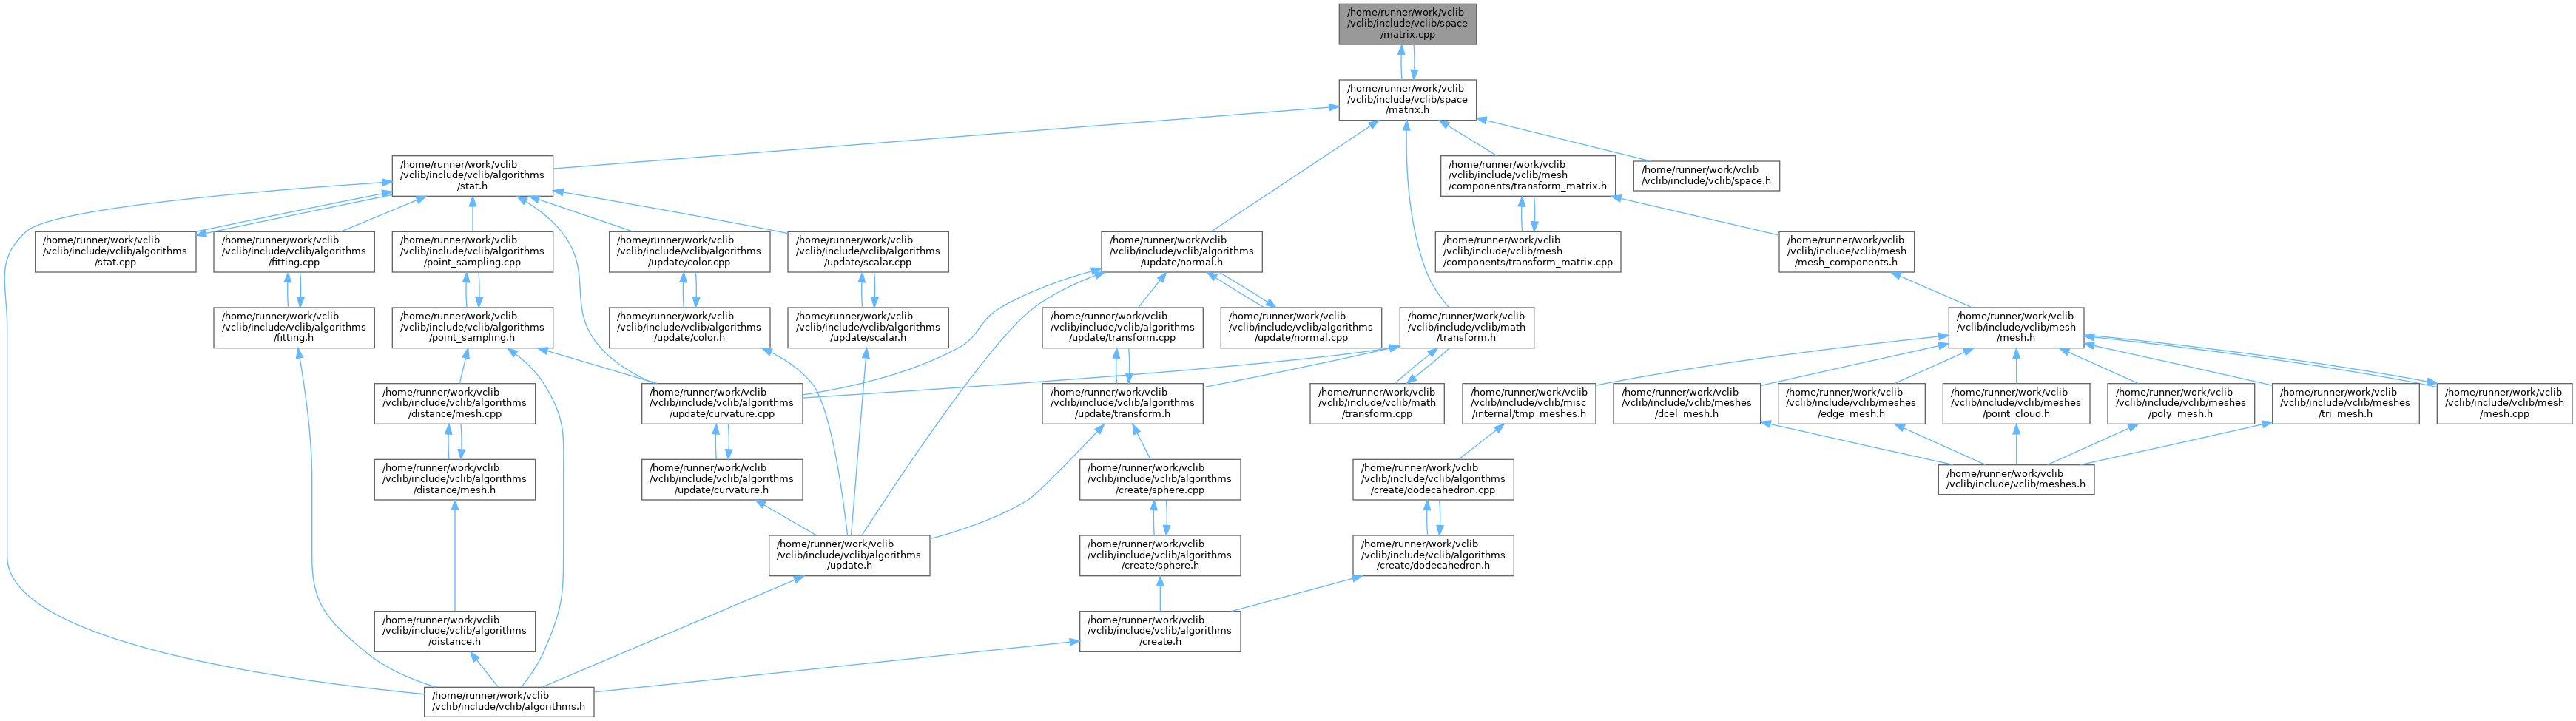 /home/runner/work/vclib
/vclib/include/vclib/space
/matrix.cpp
/home/runner/work/vclib
/vclib/include/vclib/space
/matrix.h
/home/runner/work/vclib
/vclib/include/vclib/algorithms
/stat.h
/home/runner/work/vclib
/vclib/include/vclib/mesh
/components/transform_matrix.h
/home/runner/work/vclib
/vclib/include/vclib/space.h
/home/runner/work/vclib
/vclib/include/vclib/algorithms
/stat.cpp
/home/runner/work/vclib
/vclib/include/vclib/algorithms
/fitting.cpp
/home/runner/work/vclib
/vclib/include/vclib/algorithms
/point_sampling.cpp
/home/runner/work/vclib
/vclib/include/vclib/algorithms
/update/color.cpp
/home/runner/work/vclib
/vclib/include/vclib/algorithms
/update/scalar.cpp
/home/runner/work/vclib
/vclib/include/vclib/algorithms
/update/normal.h
/home/runner/work/vclib
/vclib/include/vclib/mesh
/components/transform_matrix.cpp
/home/runner/work/vclib
/vclib/include/vclib/mesh
/mesh_components.h
/home/runner/work/vclib
/vclib/include/vclib/algorithms
/fitting.h
/home/runner/work/vclib
/vclib/include/vclib/algorithms
/point_sampling.h
/home/runner/work/vclib
/vclib/include/vclib/algorithms
/update/color.h
/home/runner/work/vclib
/vclib/include/vclib/algorithms
/update/scalar.h
/home/runner/work/vclib
/vclib/include/vclib/algorithms
/update/transform.cpp
/home/runner/work/vclib
/vclib/include/vclib/algorithms
/update/normal.cpp
/home/runner/work/vclib
/vclib/include/vclib/math
/transform.h
/home/runner/work/vclib
/vclib/include/vclib/mesh
/mesh.h
/home/runner/work/vclib
/vclib/include/vclib/algorithms
/distance/mesh.cpp
/home/runner/work/vclib
/vclib/include/vclib/algorithms
/update/curvature.cpp
/home/runner/work/vclib
/vclib/include/vclib/algorithms
/update/transform.h
/home/runner/work/vclib
/vclib/include/vclib/math
/transform.cpp
/home/runner/work/vclib
/vclib/include/vclib/misc
/internal/tmp_meshes.h
/home/runner/work/vclib
/vclib/include/vclib/meshes
/dcel_mesh.h
/home/runner/work/vclib
/vclib/include/vclib/meshes
/edge_mesh.h
/home/runner/work/vclib
/vclib/include/vclib/meshes
/point_cloud.h
/home/runner/work/vclib
/vclib/include/vclib/meshes
/poly_mesh.h
/home/runner/work/vclib
/vclib/include/vclib/meshes
/tri_mesh.h
/home/runner/work/vclib
/vclib/include/vclib/mesh
/mesh.cpp
/home/runner/work/vclib
/vclib/include/vclib/algorithms
/distance/mesh.h
/home/runner/work/vclib
/vclib/include/vclib/algorithms
/update/curvature.h
/home/runner/work/vclib
/vclib/include/vclib/algorithms
/create/sphere.cpp
/home/runner/work/vclib
/vclib/include/vclib/algorithms
/create/dodecahedron.cpp
/home/runner/work/vclib
/vclib/include/vclib/meshes.h
/home/runner/work/vclib
/vclib/include/vclib/algorithms
/update.h
/home/runner/work/vclib
/vclib/include/vclib/algorithms
/create/sphere.h
/home/runner/work/vclib
/vclib/include/vclib/algorithms
/create/dodecahedron.h
/home/runner/work/vclib
/vclib/include/vclib/algorithms
/distance.h
/home/runner/work/vclib
/vclib/include/vclib/algorithms
/create.h
/home/runner/work/vclib
/vclib/include/vclib/algorithms.h